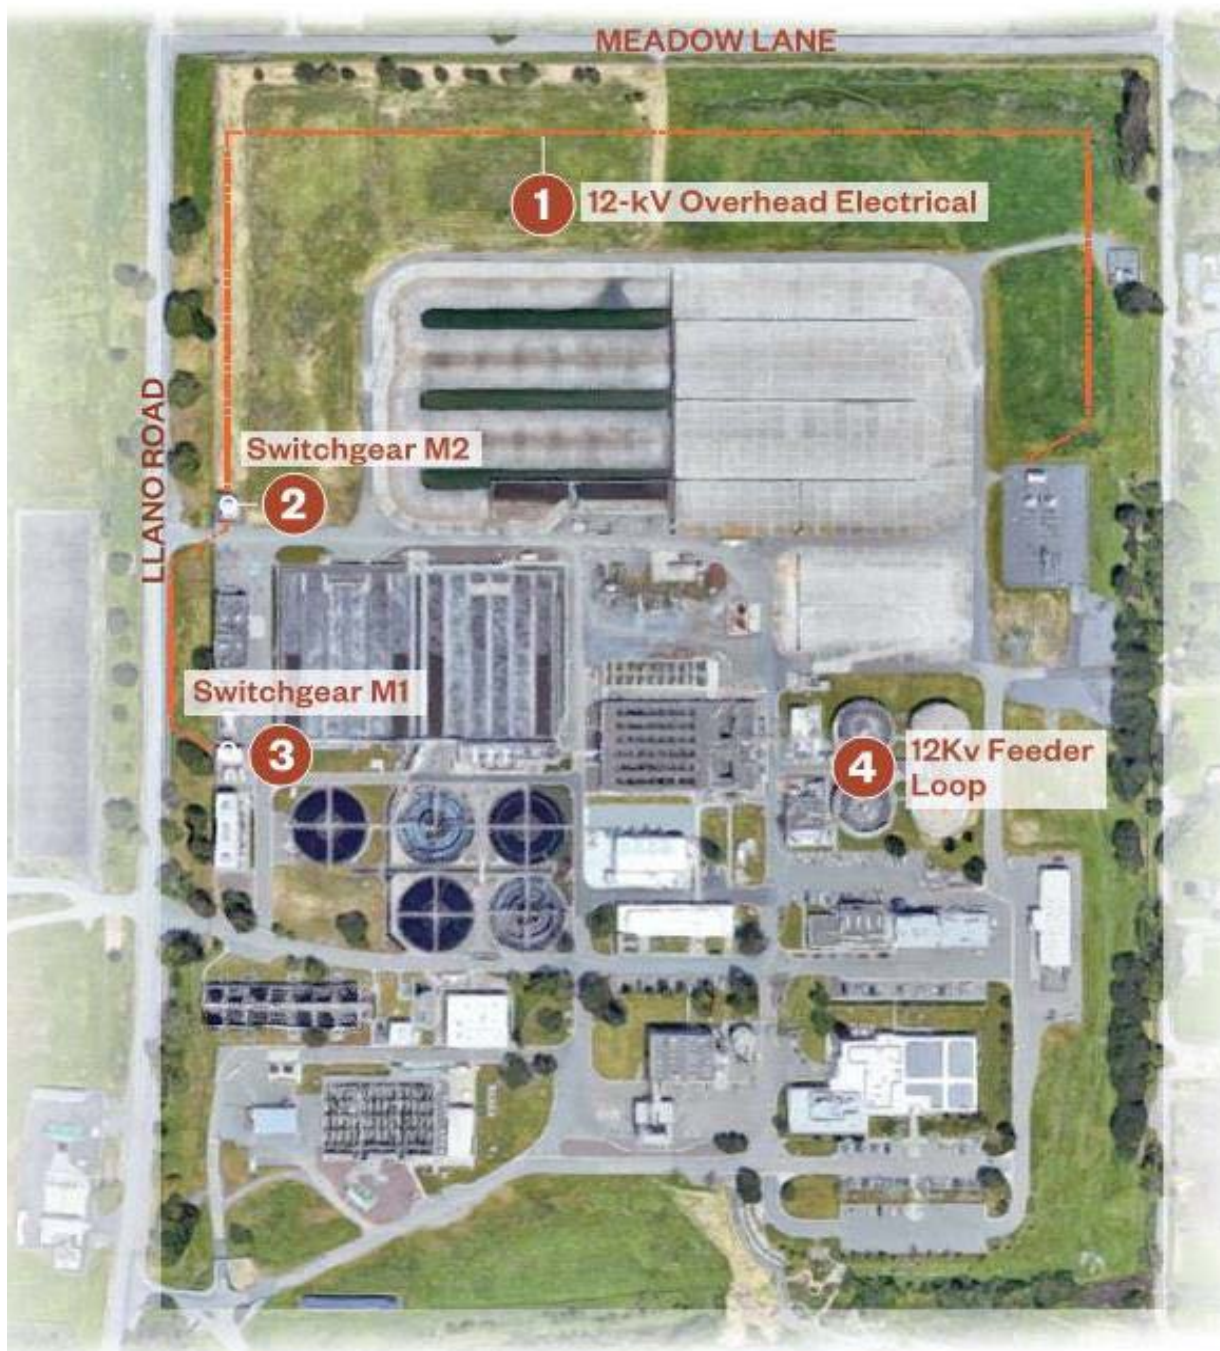 MEADOW LANE
1 12-kV Overhead Electrical
LLANO ROAD
Switchgear M2
2
Switchgear M1
3
4 12Kv Feeder
Loop